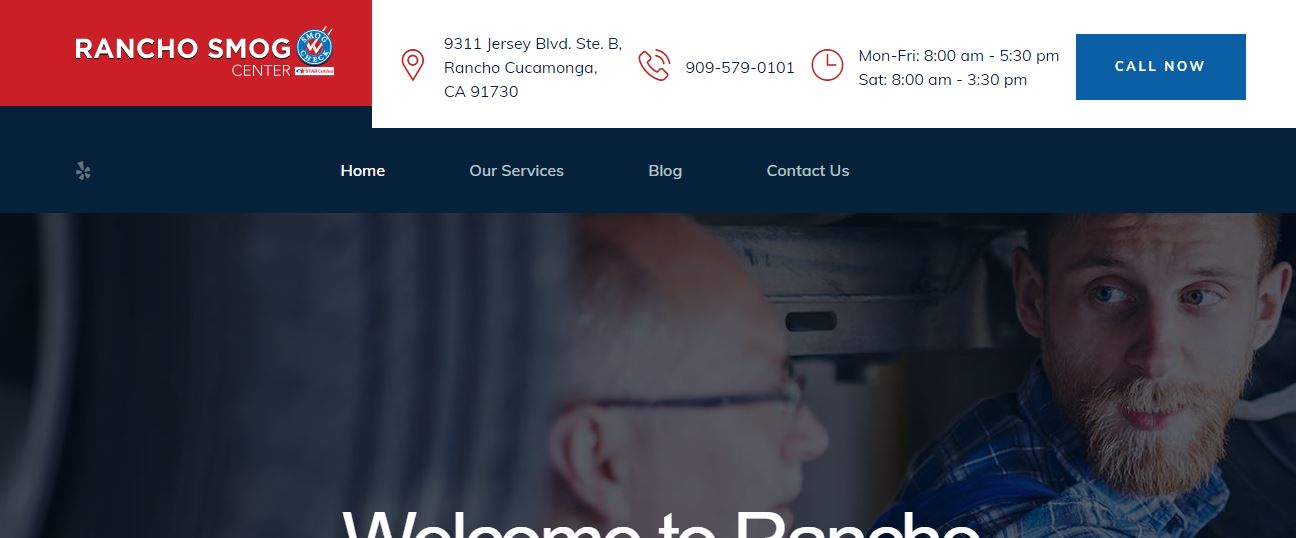 RANCHO SMOG
CENTER
SMOG
CHECK
STAR Certified
9311 Jersey Blvd. Ste. B,
Rancho Cucamonga,
CA 91730
909-579-0101
Mon-Fri: 8:00 am - 5:30 pm
Sat: 8:00 am - 3:30 pm
CALL NOW
Home
Our Services
Blog
Contact Us
Welcome to Rancho